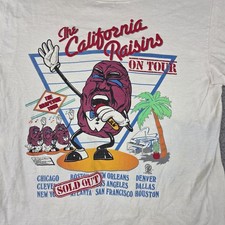 The
California
Raisins
ON TOUR
CHICAGO BOSTON NEW ORLEANS DENVER
CLEVE LOS ANGELES DALLAS
NEW YO ATLANTA SAN FRANCISCO HOUSTON
SOLD OUT